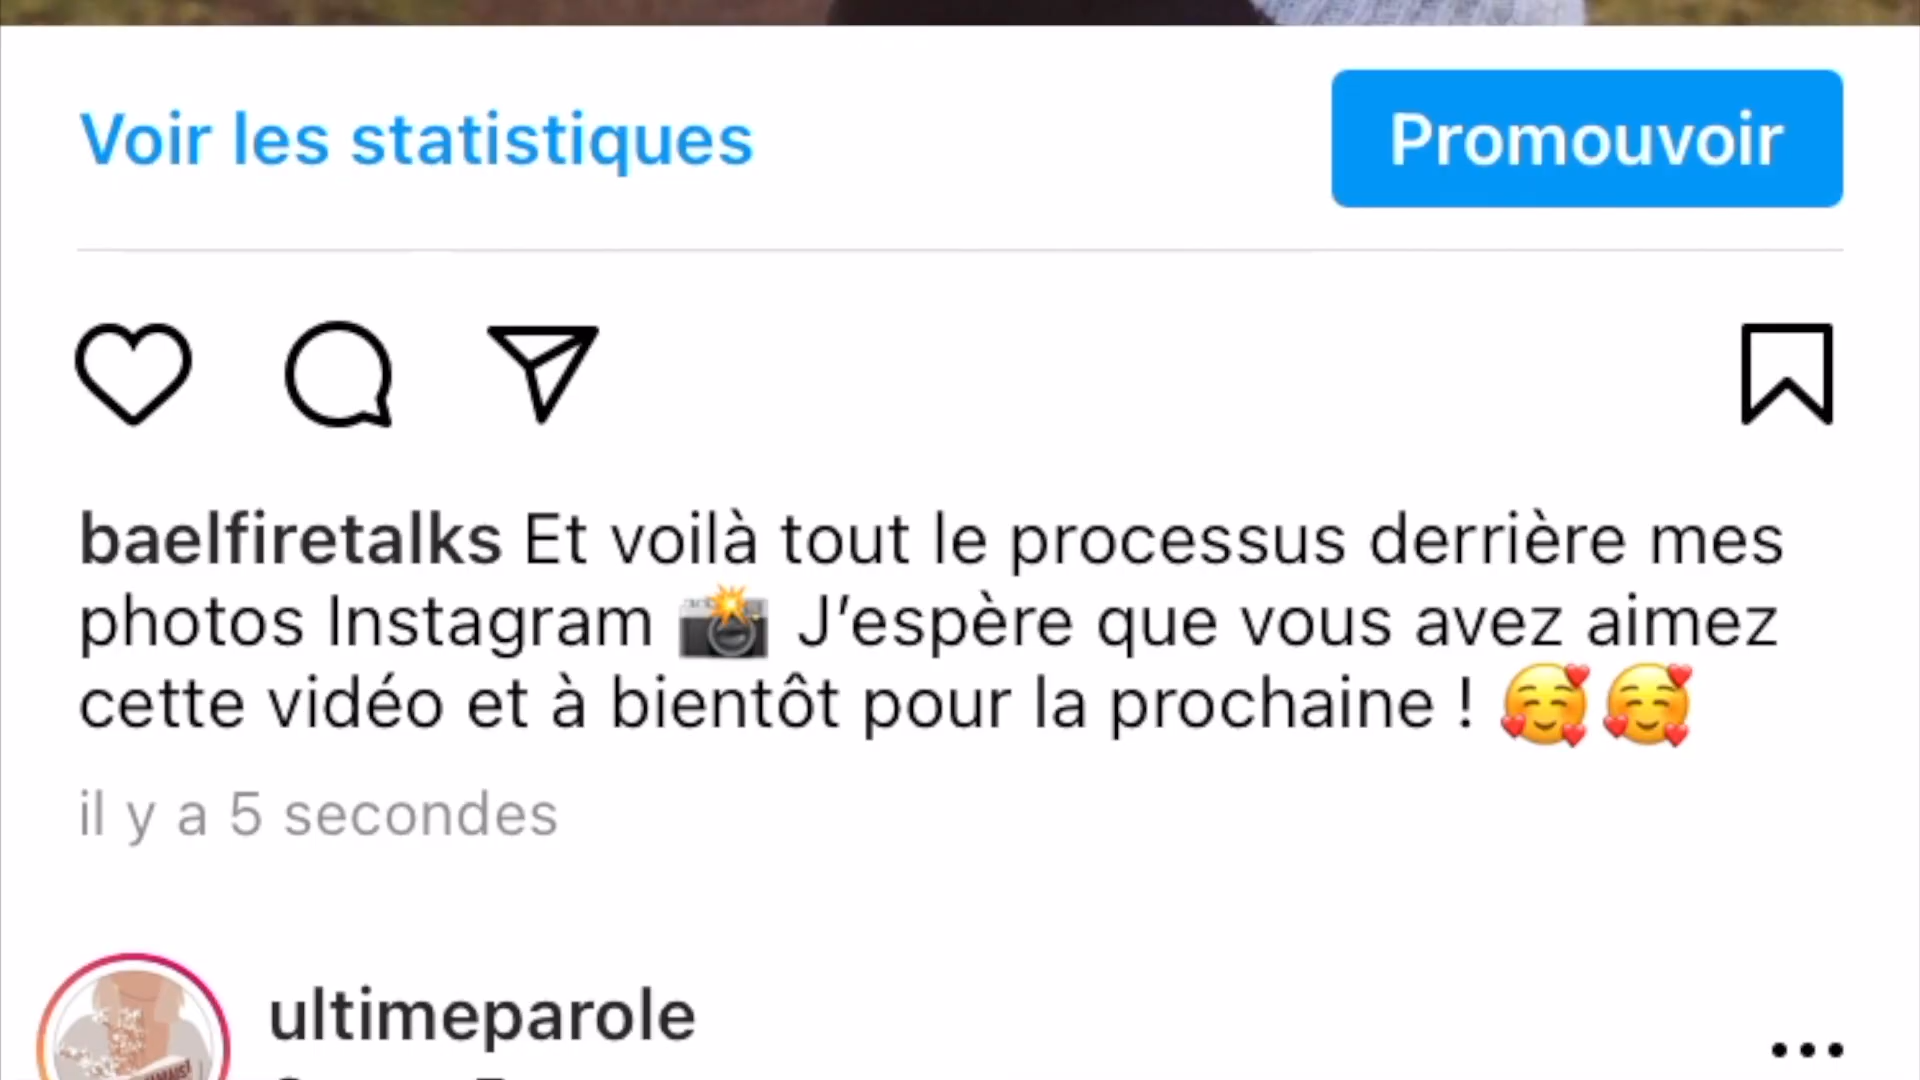 Voir les statistiques
Promouvoir
baelfiretalks Et voilà tout le processus derrière mes
photos Instagram 📸 J’espère que vous avez aimez
cette vidéo et à bientôt pour la prochaine ! 🥰🥰
il y a 5 secondes
ultimeparole